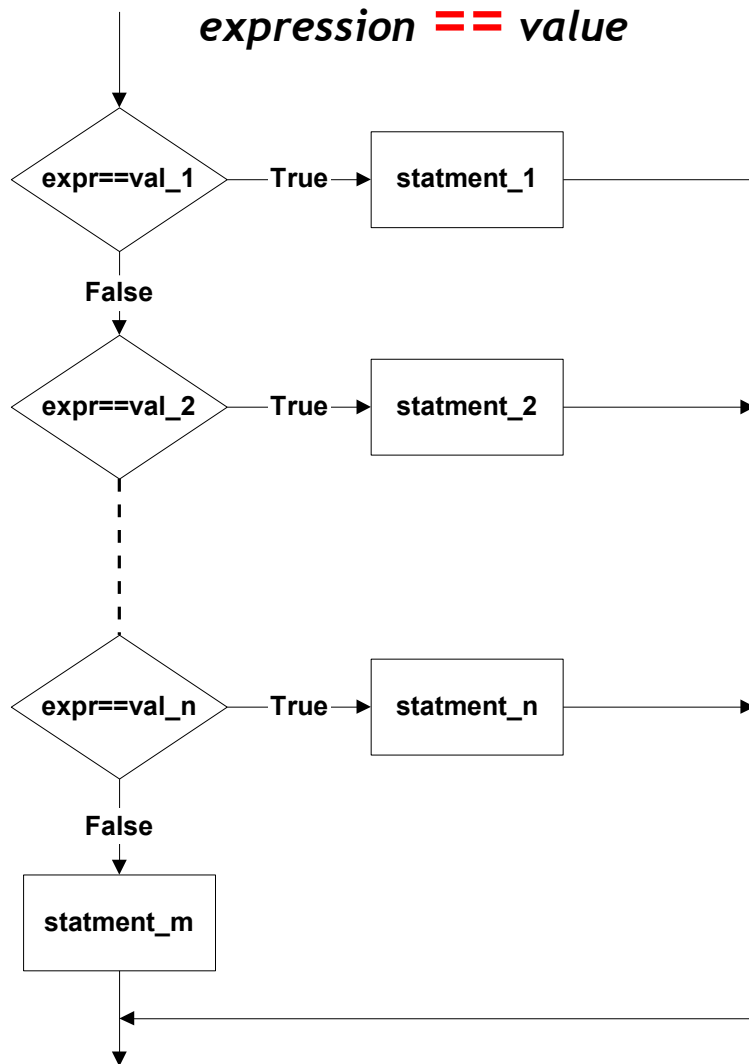 expression == value
expr==val_1
True
statment_1
False
expr==val_2
True
statment_2
expr==val_n
True
statment_n
False
statment_m